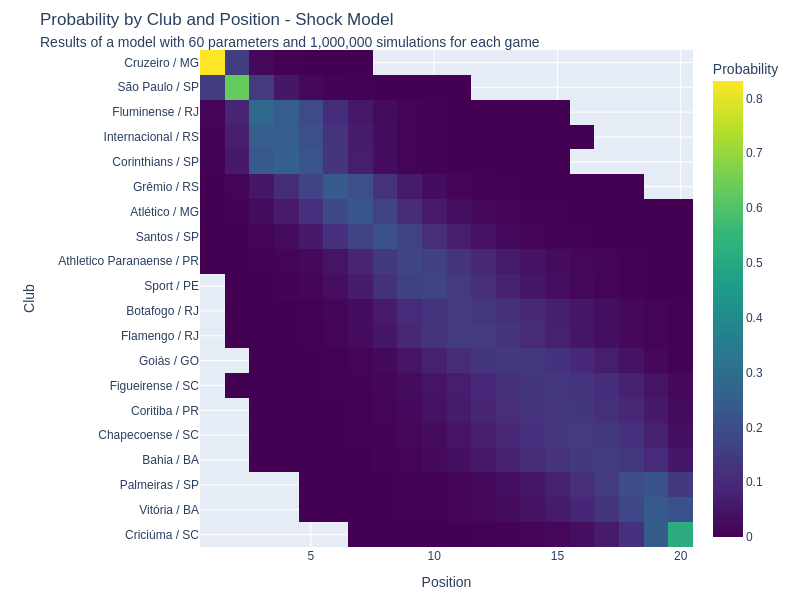 Probability by Club and Position - Shock Model
Results of a model with 60 parameters and 1,000,000 simulations for each game
Probability
Club
Cruzeiro / MG
São Paulo / SP
Fluminense / RJ
Internacional / RS
Corinthians / SP
Grêmio / RS
Atlético / MG
Santos / SP
Athletico Paranaense / PR
Sport / PE
Botafogo / RJ
Flamengo / RJ
Goiás / GO
Figueirense / SC
Coritiba / PR
Chapecoense / SC
Bahia / BA
Palmeiras / SP
Vitória / BA
Criciúma / SC
5 10 15 20
Position
0.8
0.7
0.6
0.5
0.4
0.3
0.2
0.1
0